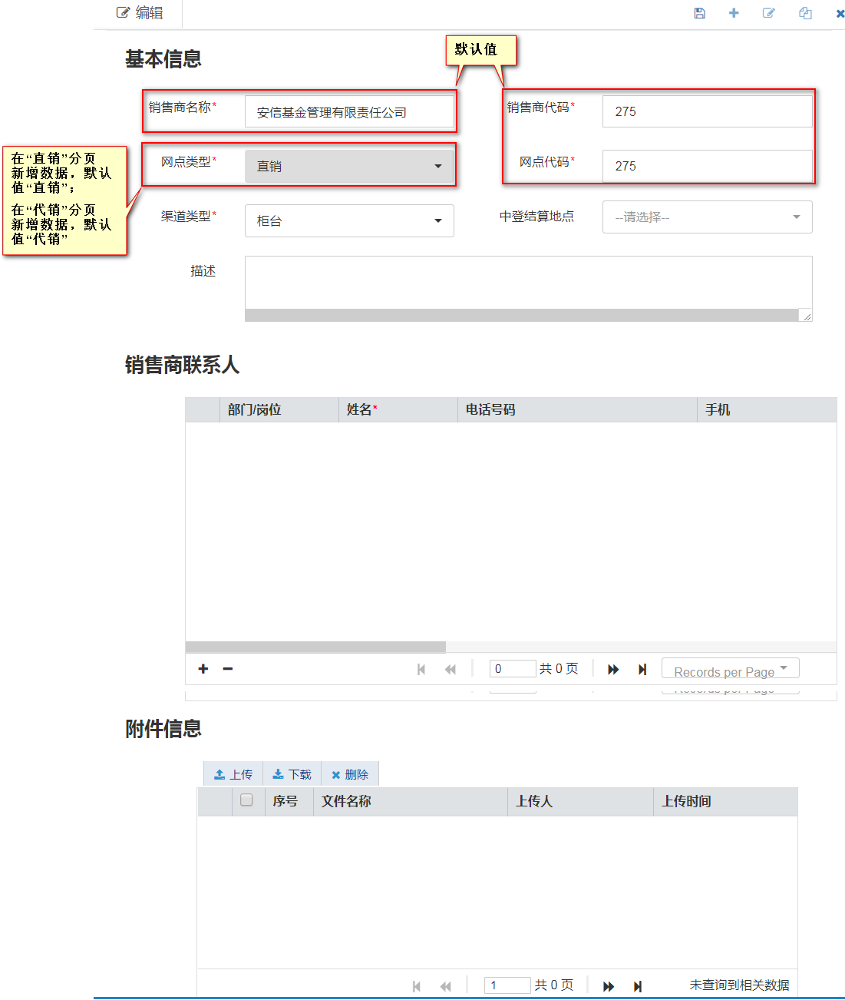 编辑
基本信息
默认值
销售商名称*
安信基金管理有限责任公司
销售商代码*
275
网点类型*
直销
网点代码*
275
在“直销”分页
新增数据，默认
值“直销”；
在“代销”分页
新增数据，默认
值“代销”
渠道类型*
柜台
中登结算地点
--请选择--
描述
销售商联系人
部门/岗位
姓名*
电话号码
手机
0
共 0 页
Records per Page
Records per Page
附件信息
上传
下载
删除
序号
文件名称
上传人
上传时间
1
共 0 页
未查询到相关数据